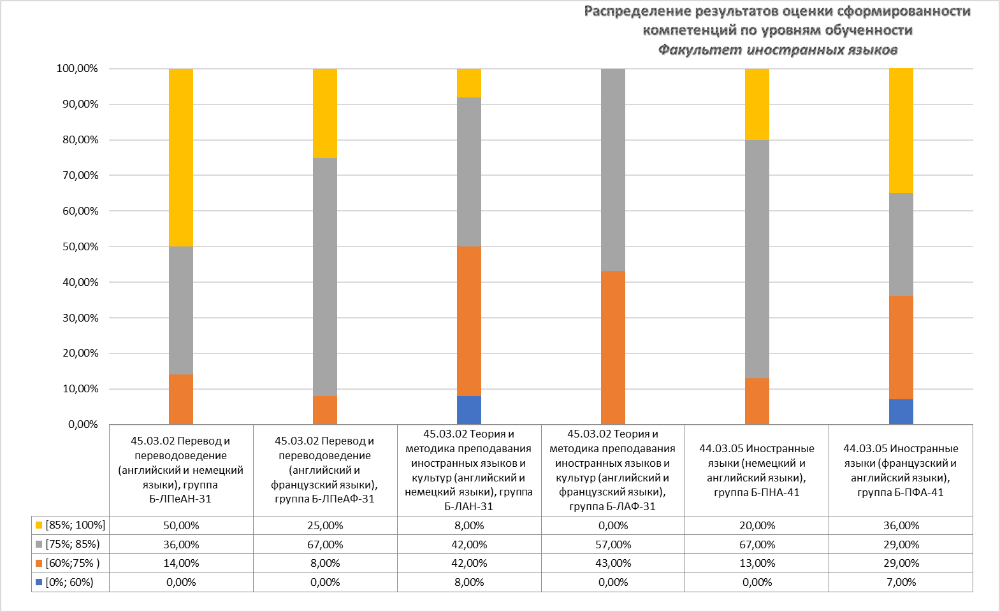 Распределение результатов оценки сформированности
компетенций по уровням обученности
Факультет иностранных языков
100,00%
90,00%
80,00%
70,00%
60,00%
50,00%
40,00%
30,00%
20,00%
10,00%
0,00%
45.03.02 Перевод и
переводоведение
(английский и немецкий
языки), группа
Б-ЛПеАН-31
45.03.02 Перевод и
переводоведение
(английский и
французский языки),
группа Б-ЛПеАФ-31
45.03.02 Теория и
методика преподавания
иностранных языков и
культур (английский и
немецкий языки), группа
Б-ЛАН-31
45.03.02 Теория и
методика преподавания
иностранных языков и
культур (английский и
французский языки),
группа Б-ЛАФ-31
44.03.05 Иностранные
языки (немецкий и
английский языки),
группа Б-ПНА-41
44.03.05 Иностранные
языки (французский и
английский языки),
группа Б-ПФА-41
[85%; 100%] 50,00% 25,00% 8,00% 0,00% 20,00% 36,00%
[75%; 85%) 36,00% 67,00% 42,00% 57,00% 67,00% 29,00%
[60%;75% ) 14,00% 8,00% 42,00% 43,00% 13,00% 29,00%
[0%; 60%) 0,00% 0,00% 8,00% 0,00% 0,00% 7,00%